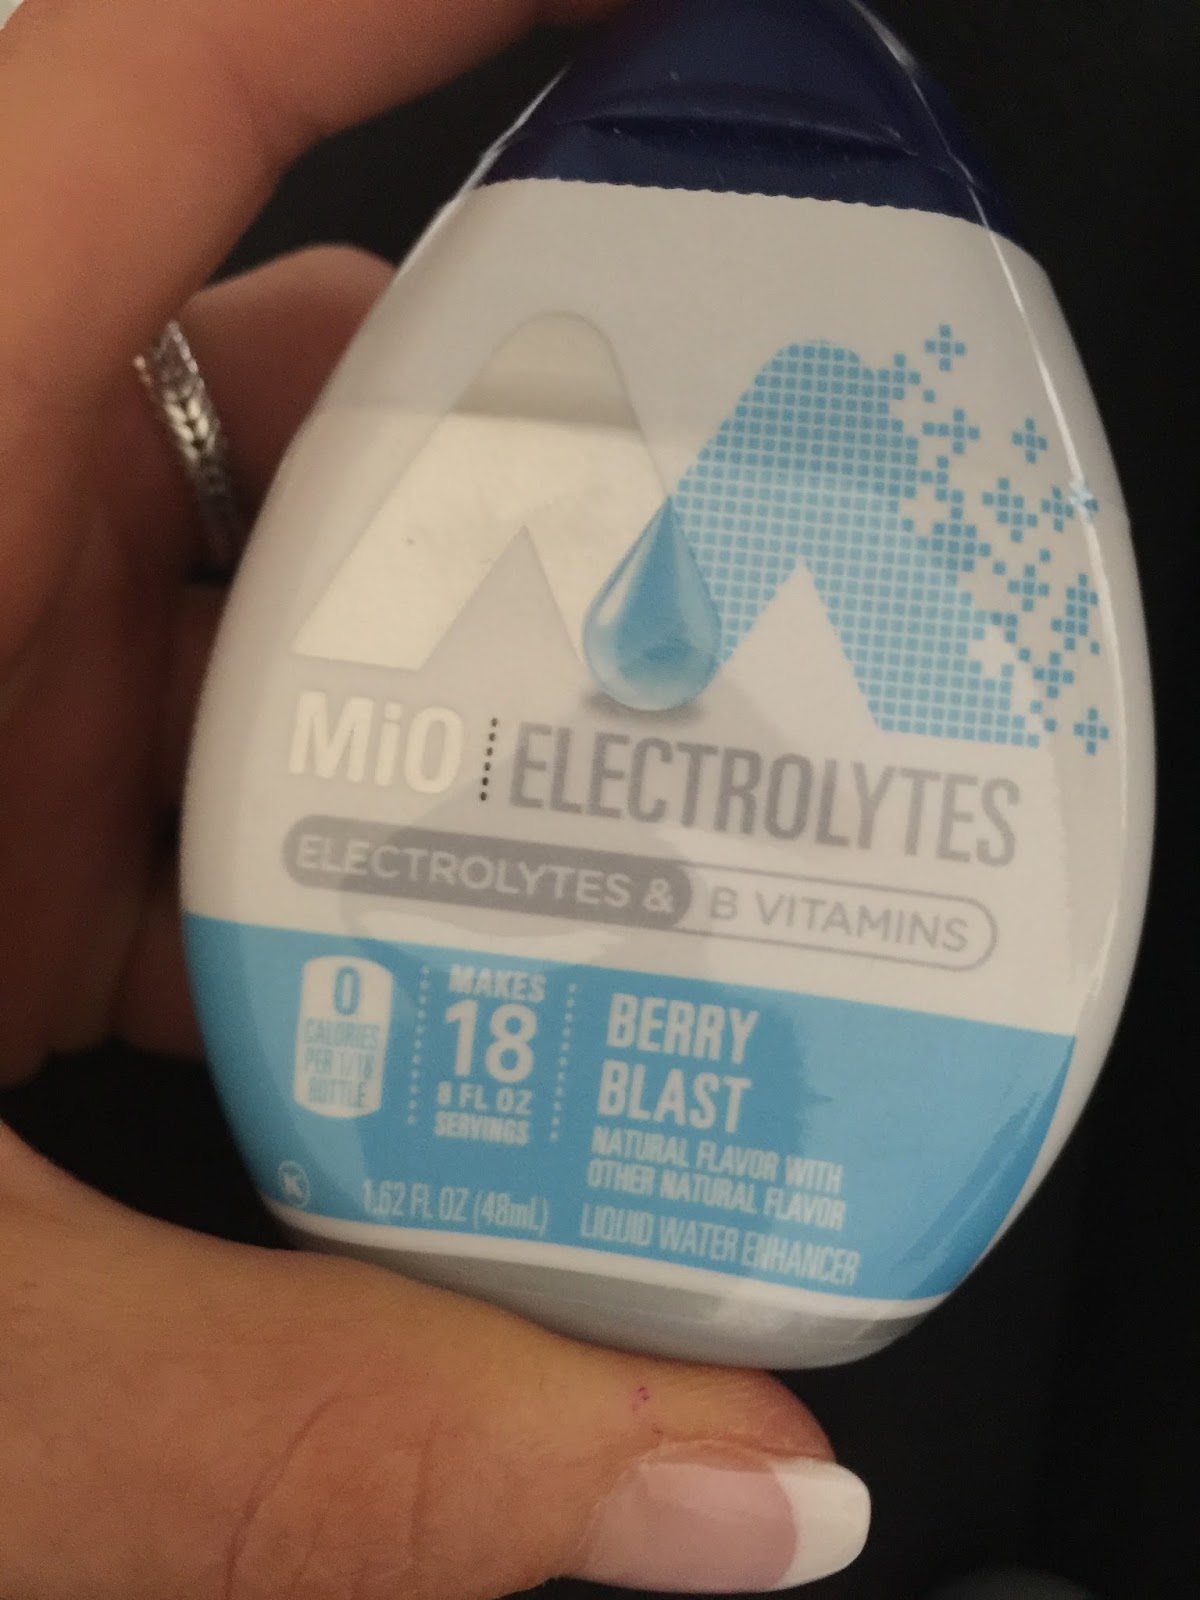 MiO ELECTROLYTES
ELECTROLYTES & B VITAMINS
0
CALORIES
PER 1/18
BOTTLE
MAKES
18
8 FL OZ
SERVINGS
BERRY
BLAST
NATURAL FLAVOR WITH
OTHER NATURAL FLAVOR
K
1.62 FL OZ (48mL)
LIQUID WATER ENHANCER